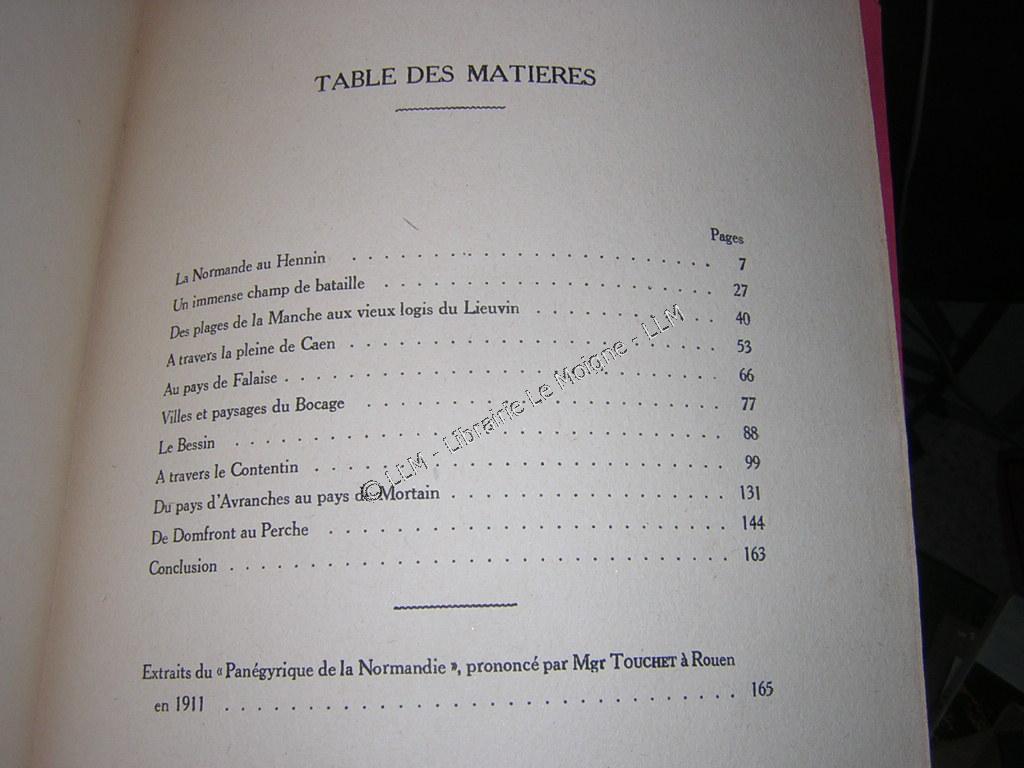 TABLE DES MATIERES
Pages
La Normande au Hennin . . . . . . . . . . . . . . . . . . . . . . 7
Un immense champ de bataille . . . . . . . . . . . . . . . . . . . . 27
Des plages de la Manche aux vieux logis du Lieuvin . . . . . . . . . . 40
A travers la pleine de Caen . . . . . . . . . . . . . . . . . . . . . 53
Au pays de Falaise . . . . . . . . . . . . . . . . . . . . . . . . 66
Villes et paysages du Bocage . . . . . . . . . . . . . . . . . . . . 77
Le Bessin . . . . . . . . . . . . . . . . . . . . . . . . . . . 88
A travers le Contentin . . . . . . . . . . . . . . . . . . . . . . . 99
Du pays d'Avranches au pays de Mortain . . . . . . . . . . . . . . . 131
De Domfront au Perche . . . . . . . . . . . . . . . . . . . . . . 144
Conclusion . . . . . . . . . . . . . . . . . . . . . . . . . . . 163
Extraits du « Panégyrique de la Normandie », prononcé par Mgr TOUCHET à Rouen
en 1911 . . . . . . . . . . . . . . . . . . . . . . . . . . . 165
© LLM - Librairie Le Moigne - LLM